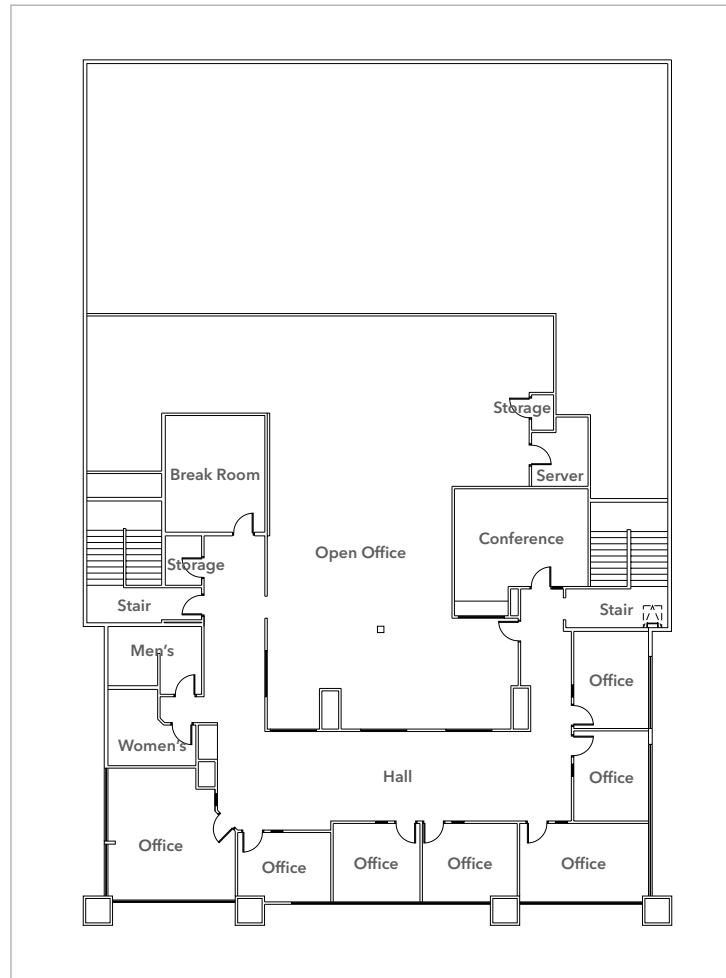 Storage
Break Room
Server
Conference
Open Office
Storage
Stair
Stair
Men's
Office
Women's
Hall
Office
Office
Office
Office
Office
Office